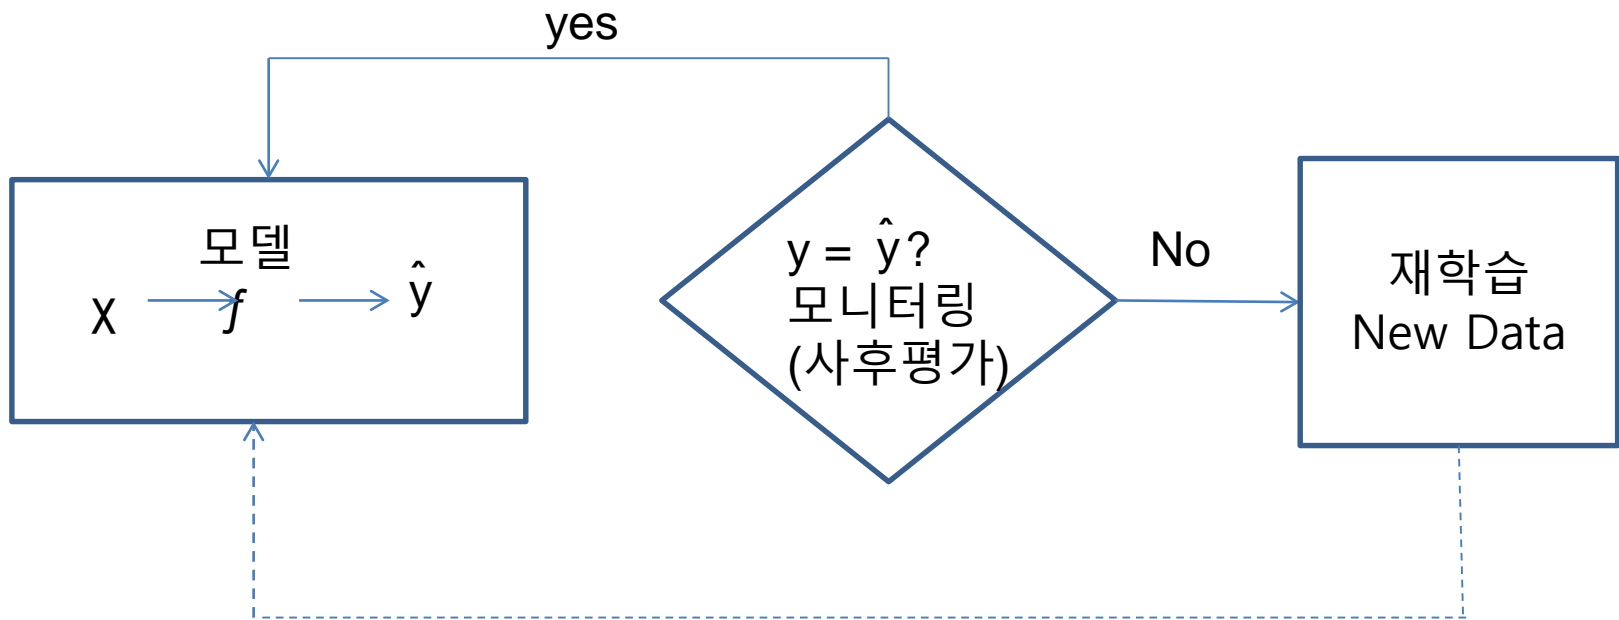 yes
모델
x f ŷ
y = ŷ?
모니터링
(사후평가)
No
재학습
New Data